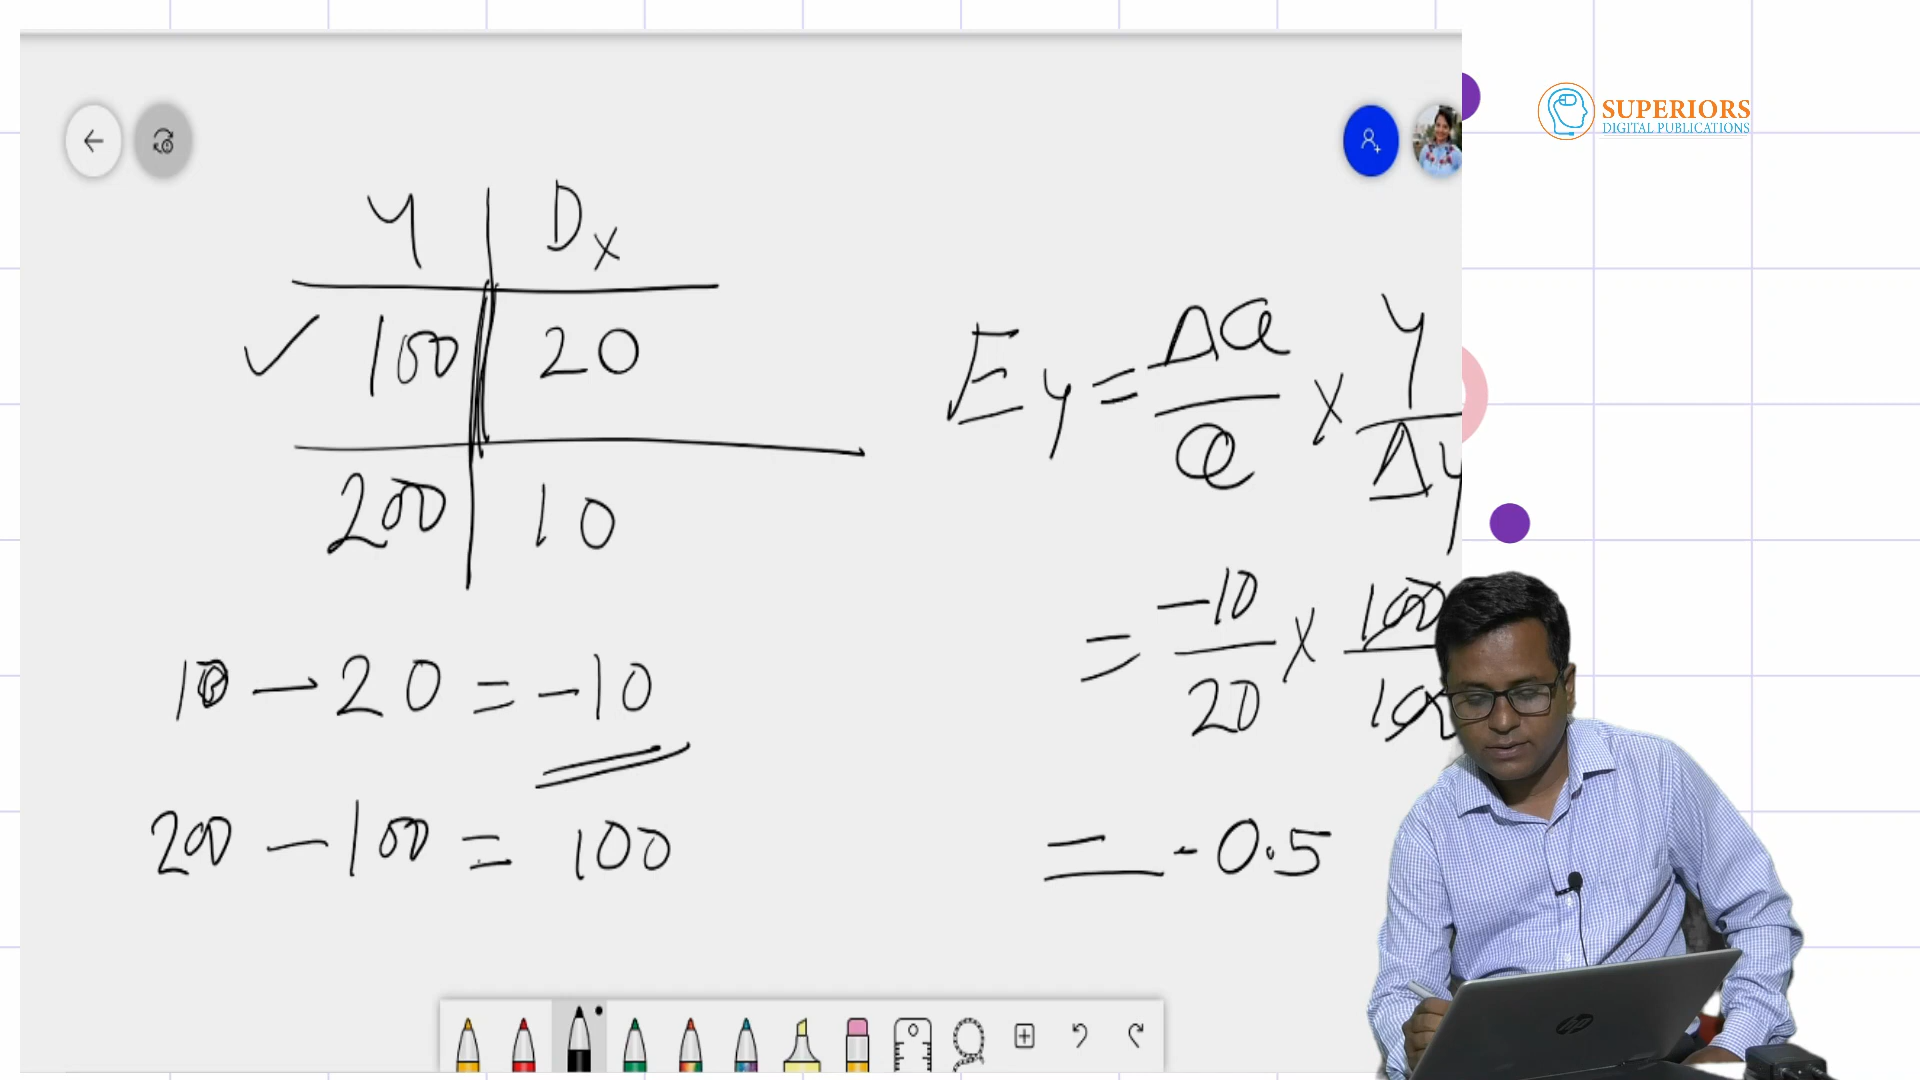 SUPERIORS
DIGITAL PUBLICATIONS
y | Dx
✓ 100 | 20
200 | 10
10 - 20 = -10
200 - 100 = 100
Ey = ΔQ/Q × y/Δy
= -10/20 × 100/100
= -0.5